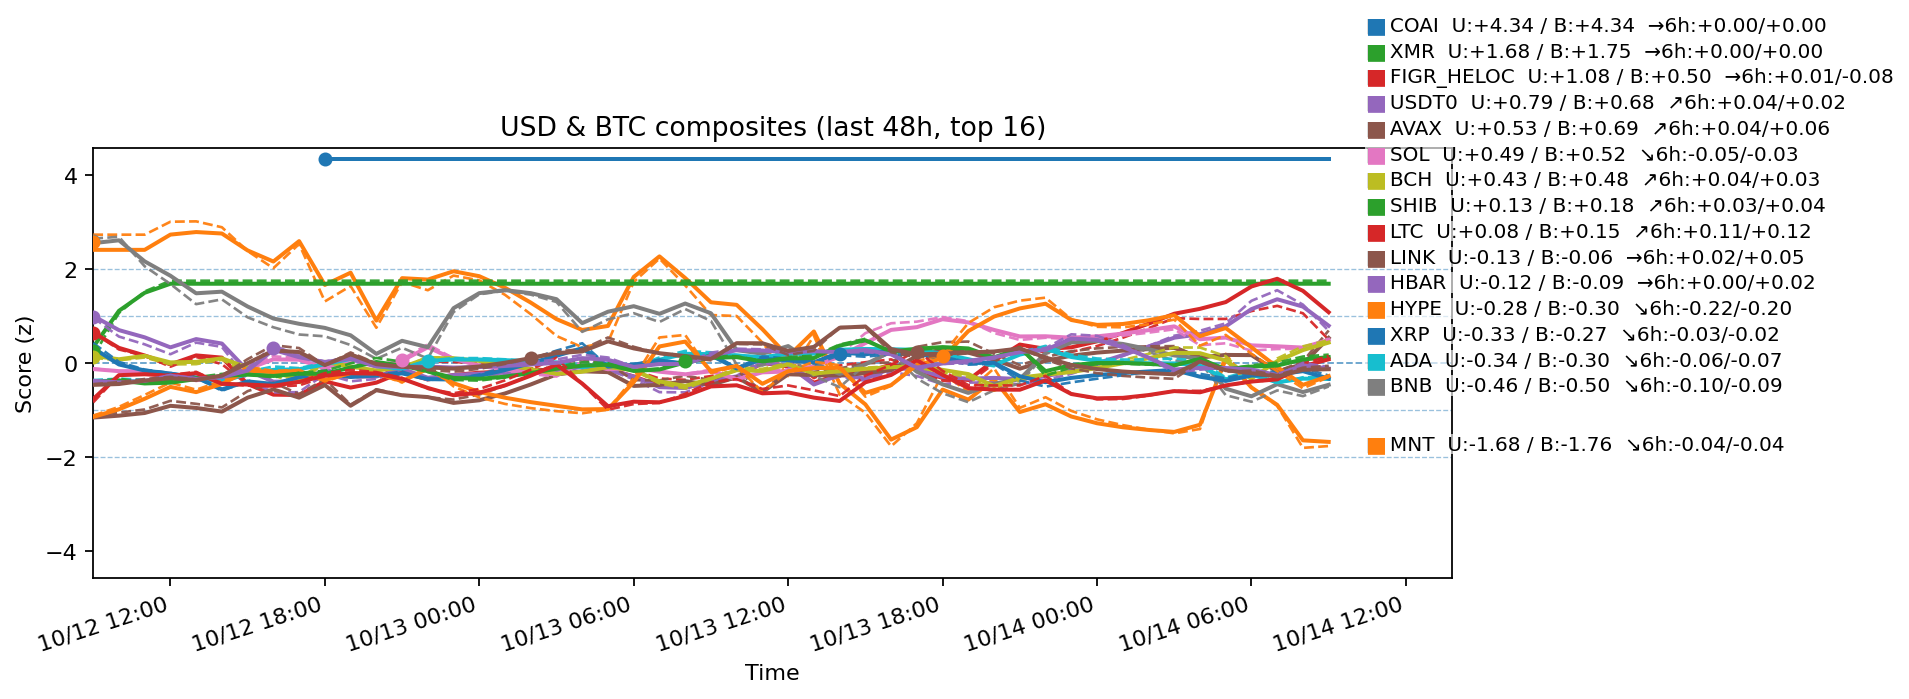 COAI U:+4.34 / B:+4.34 →6h:+0.00/+0.00
XMR U:+1.68 / B:+1.75 →6h:+0.00/+0.00
FIGR_HELOC U:+1.08 / B:+0.50 →6h:+0.01/-0.08
USDT0 U:+0.79 / B:+0.68 ↗6h:+0.04/+0.02
AVAX U:+0.53 / B:+0.69 ↗6h:+0.04/+0.06
SOL U:+0.49 / B:+0.52 ↘6h:-0.05/-0.03
BCH U:+0.43 / B:+0.48 ↗6h:+0.04/+0.03
SHIB U:+0.13 / B:+0.18 ↗6h:+0.03/+0.04
LTC U:+0.08 / B:+0.15 ↗6h:+0.11/+0.12
LINK U:-0.13 / B:-0.06 →6h:+0.02/+0.05
HBAR U:-0.12 / B:-0.09 →6h:+0.00/+0.02
HYPE U:-0.28 / B:-0.30 ↘6h:-0.22/-0.20
XRP U:-0.33 / B:-0.27 ↘6h:-0.03/-0.02
ADA U:-0.34 / B:-0.30 ↘6h:-0.06/-0.07
BNB U:-0.46 / B:-0.50 ↘6h:-0.10/-0.09
MNT U:-1.68 / B:-1.76 ↘6h:-0.04/-0.04
USD & BTC composites (last 48h, top 16)
Score (z)
4
2
0
−2
−4
10/12 12:00
10/12 18:00
10/13 00:00
10/13 06:00
10/13 12:00
10/13 18:00
10/14 00:00
10/14 06:00
10/14 12:00
Time